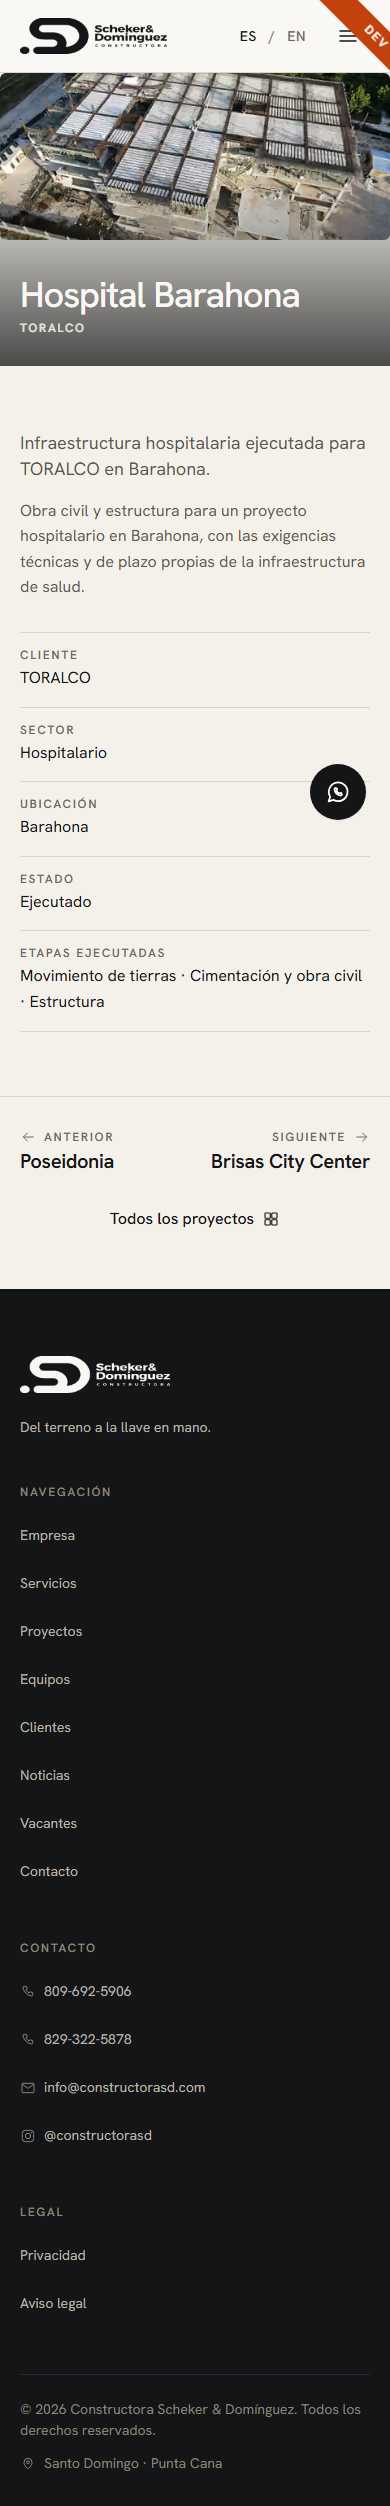 Scheker&
Domínguez
CONSTRUCTORA
ES / EN
DEV
Hospital Barahona
TORALCO
Infraestructura hospitalaria ejecutada para
TORALCO en Barahona.
Obra civil y estructura para un proyecto
hospitalario en Barahona, con las exigencias
técnicas y de plazo propias de la infraestructura
de salud.
CLIENTE
TORALCO
SECTOR
Hospitalario
UBICACIÓN
Barahona
ESTADO
Ejecutado
ETAPAS EJECUTADAS
Movimiento de tierras · Cimentación y obra civil
· Estructura
ANTERIOR
Poseidonia
SIGUIENTE
Brisas City Center
Todos los proyectos
Scheker&
Domínguez
CONSTRUCTORA
Del terreno a la llave en mano.
NAVEGACIÓN
Empresa
Servicios
Proyectos
Equipos
Clientes
Noticias
Vacantes
Contacto
CONTACTO
809-692-5906
829-322-5878
info@constructorasd.com
@constructorasd
LEGAL
Privacidad
Aviso legal
© 2026 Constructora Scheker & Domínguez. Todos los
derechos reservados.
Santo Domingo · Punta Cana